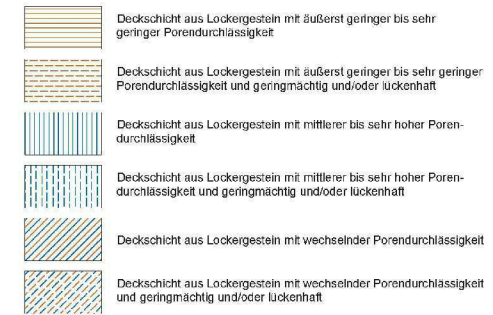 Deckschicht aus Lockergestein mit äußerst geringer bis sehr
geringer Porendurchlässigkeit
Deckschicht aus Lockergestein mit äußerst geringer bis sehr geringer
Porendurchlässigkeit und geringmächtig und/oder lückenhaft
Deckschicht aus Lockergestein mit mittlerer bis sehr hoher Poren-
durchlässigkeit
Deckschicht aus Lockergestein mit mittlerer bis sehr hoher Poren-
durchlässigkeit und geringmächtig und/oder lückenhaft
Deckschicht aus Lockergestein mit wechselnder Porendurchlässigkeit
Deckschicht aus Lockergestein mit wechselnder Porendurchlässigkeit
und geringmächtig und/oder lückenhaft